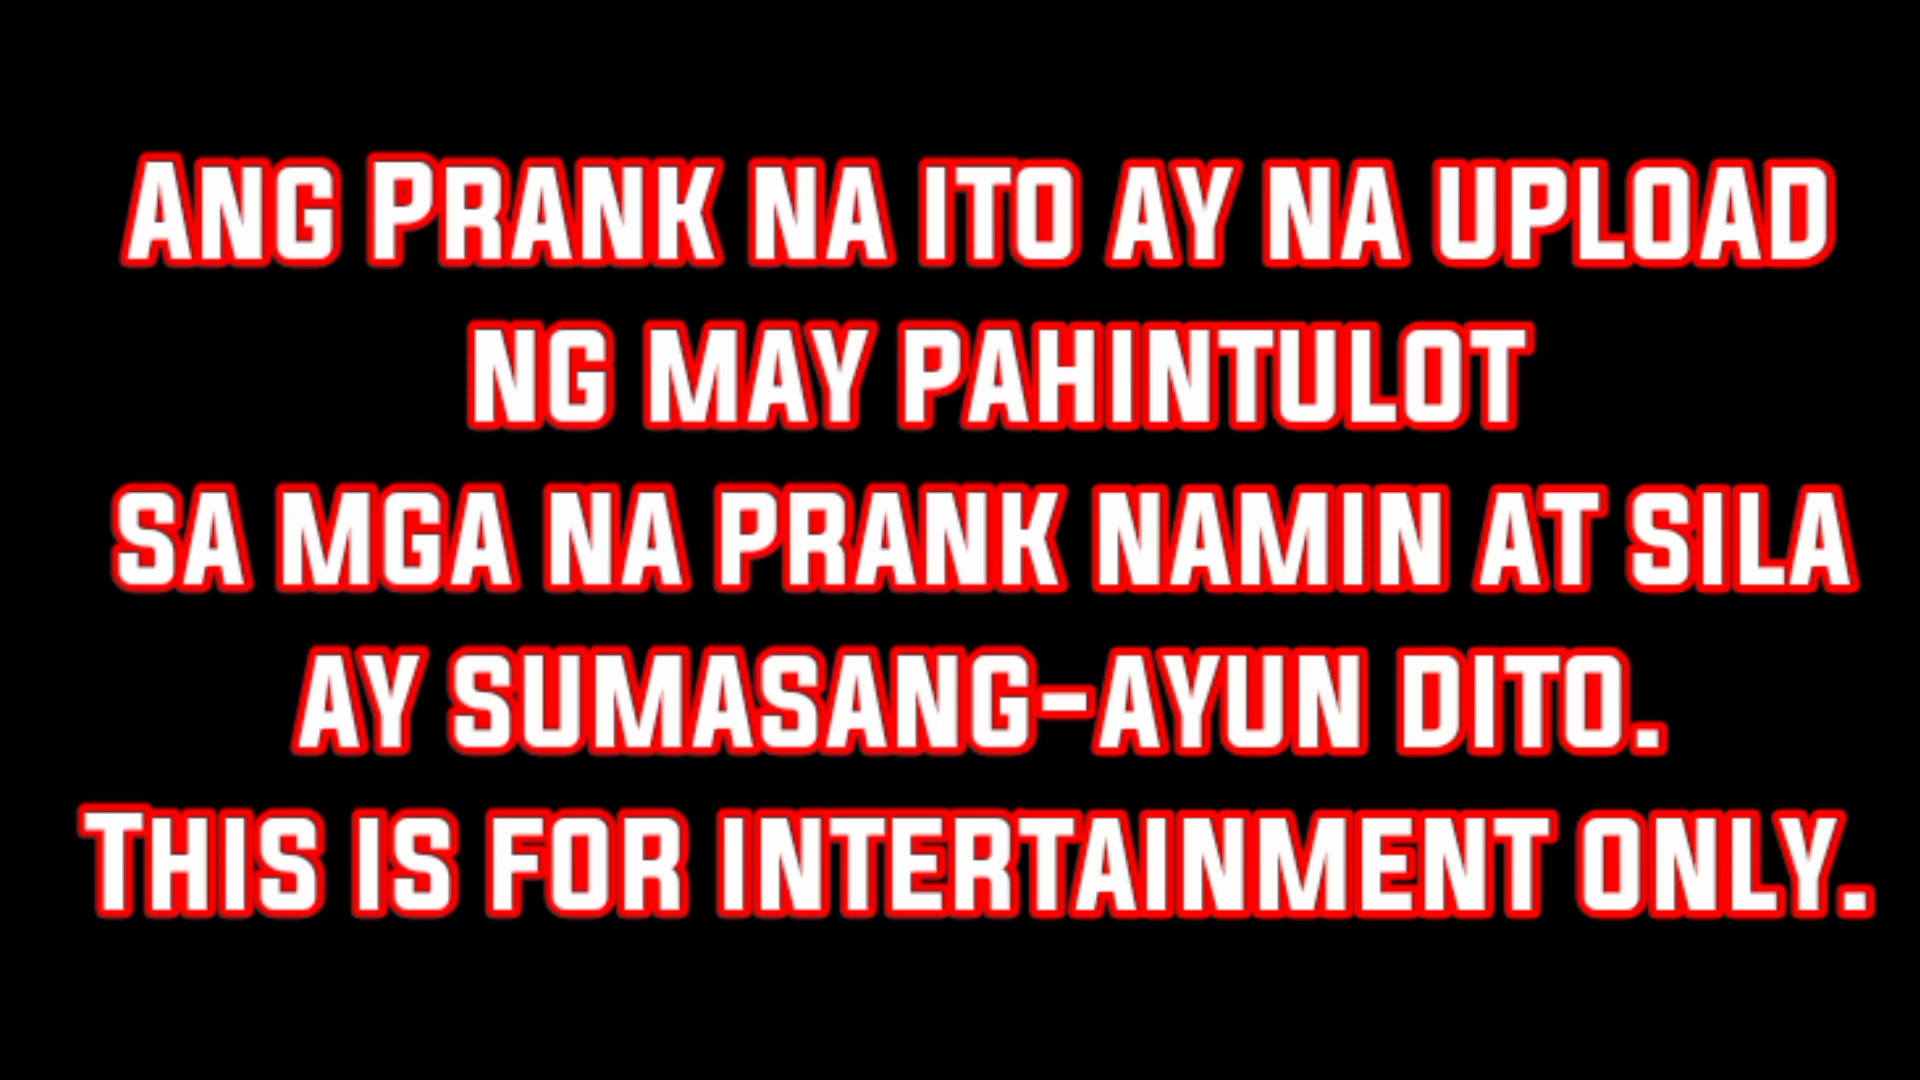 Ang Prank na ito ay na upload
ng may pahintulot
sa mga na prank namin at sila
ay sumasang-ayun dito.
This is for intertainment only.